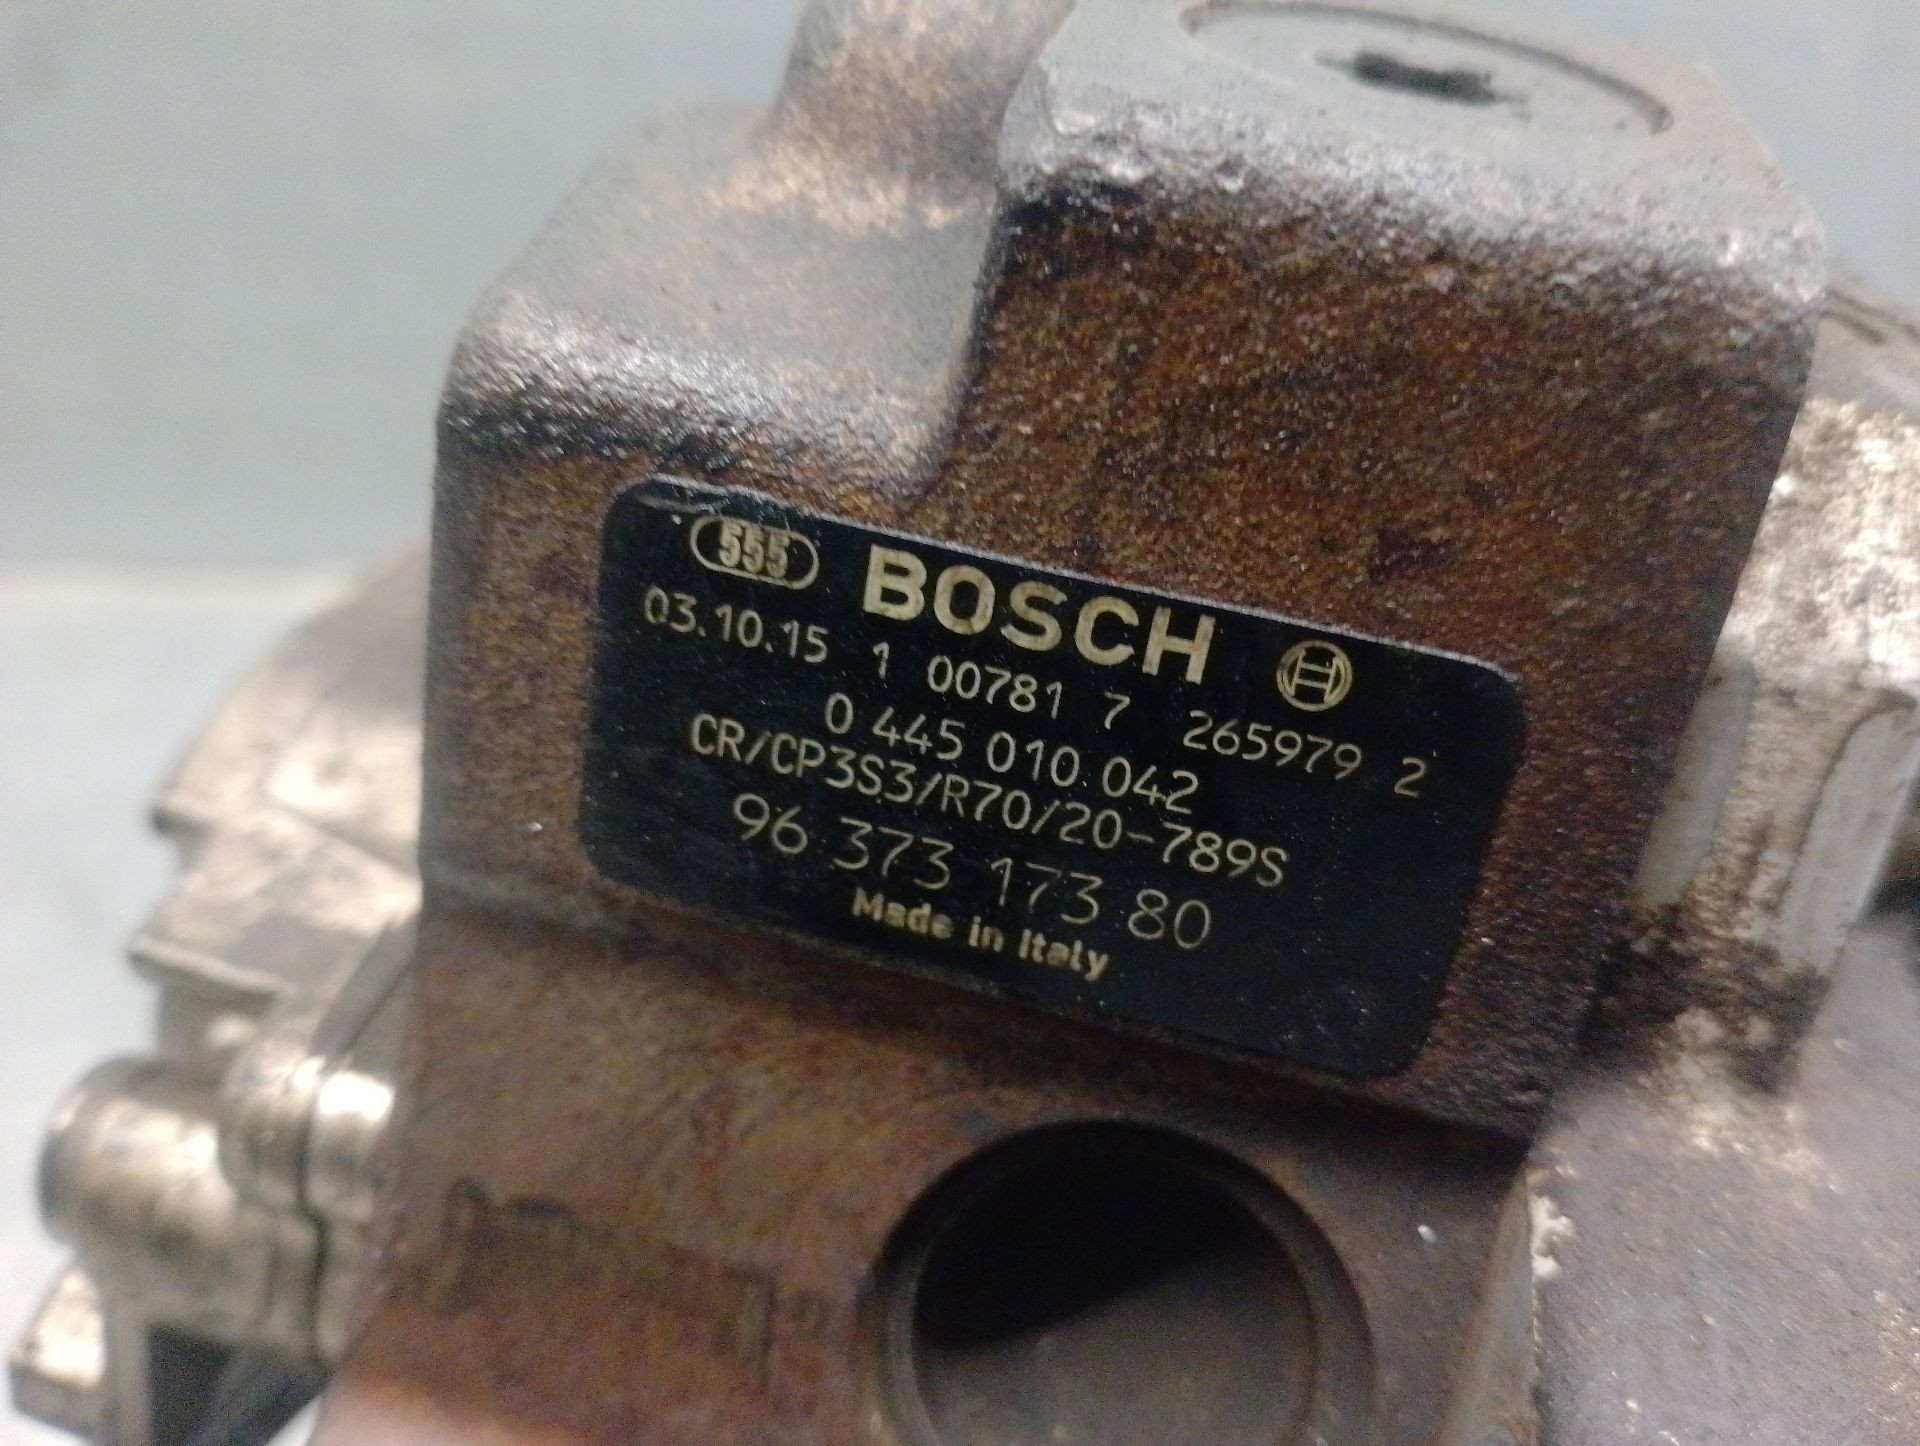 555 BOSCH
03.10.15 1 00781 7 265979 2
0 445 010 042
CR/CP3S3/R70/20-789S
96 373 173 80
Made in Italy